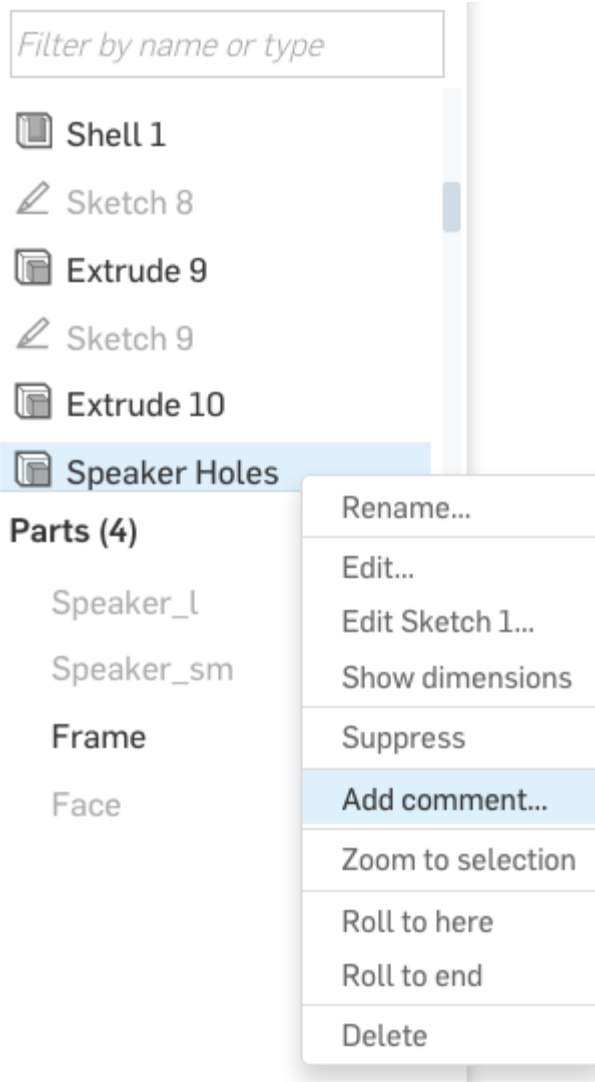 Filter by name or type
Shell 1
Sketch 8
Extrude 9
Sketch 9
Extrude 10
Speaker Holes
Parts (4)
Speaker_l
Speaker_sm
Frame
Face
Rename...
Edit...
Edit Sketch 1...
Show dimensions
Suppress
Add comment...
Zoom to selection
Roll to here
Roll to end
Delete